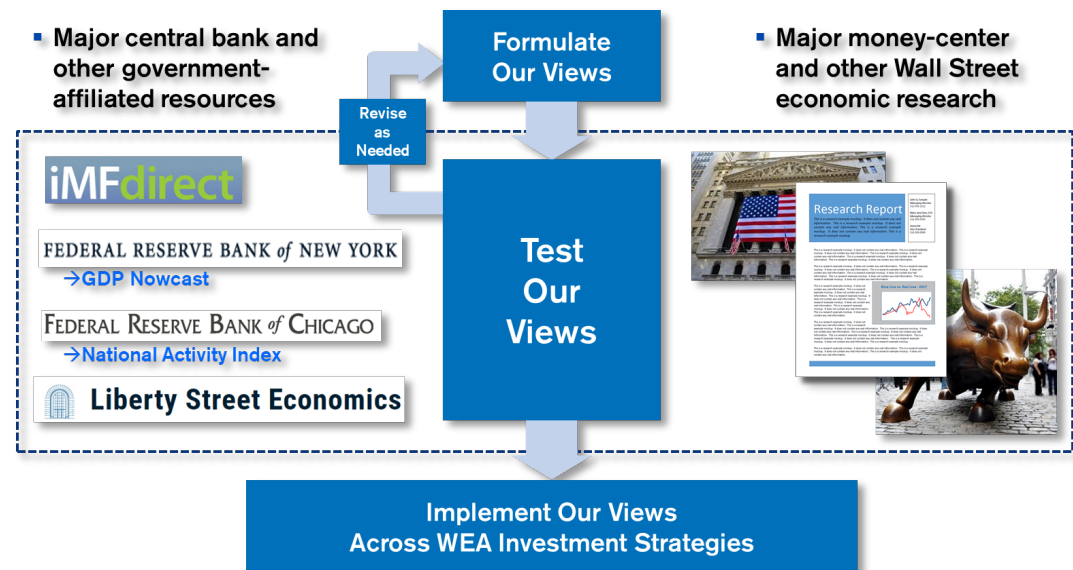 ▪ Major central bank and
other government-
affiliated resources
Formulate
Our Views
▪ Major money-center
and other Wall Street
economic research
Revise
as
Needed
iMFdirect
FEDERAL RESERVE BANK of NEW YORK
→GDP Nowcast
FEDERAL RESERVE BANK of CHICAGO
→National Activity Index
Liberty Street Economics
Test
Our
Views
Research Report
Implement Our Views
Across WEA Investment Strategies